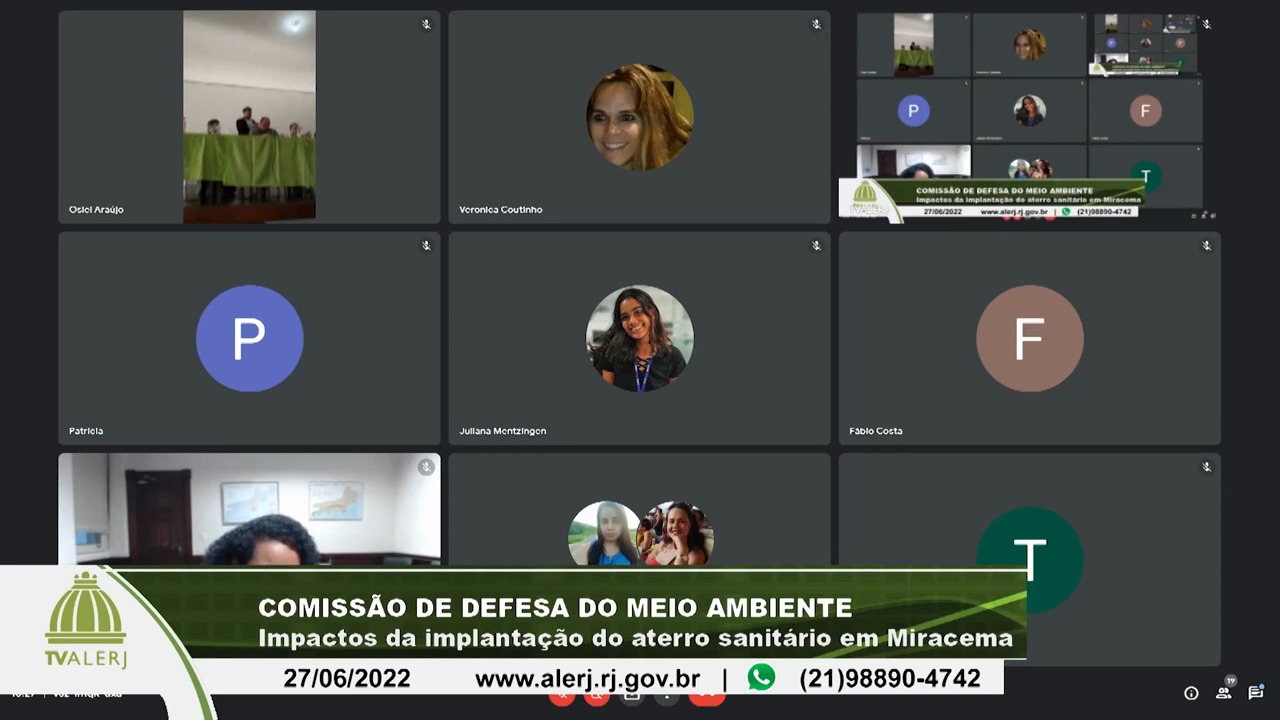 Osiel Araújo
Veronica Coutinho
P
F
T
COMISSÃO DE DEFESA DO MEIO AMBIENTE
Impactos da implantação do aterro sanitário em Miracema
TVALERJ
27/06/2022 www.alerj.rj.gov.br | (21)98890-4742
P
Patricia
Juliana Mentzingen
F
Fábio Costa
T
COMISSÃO DE DEFESA DO MEIO AMBIENTE
Impactos da implantação do aterro sanitário em Miracema
TVALERJ
27/06/2022 www.alerj.rj.gov.br | (21)98890-4742
19